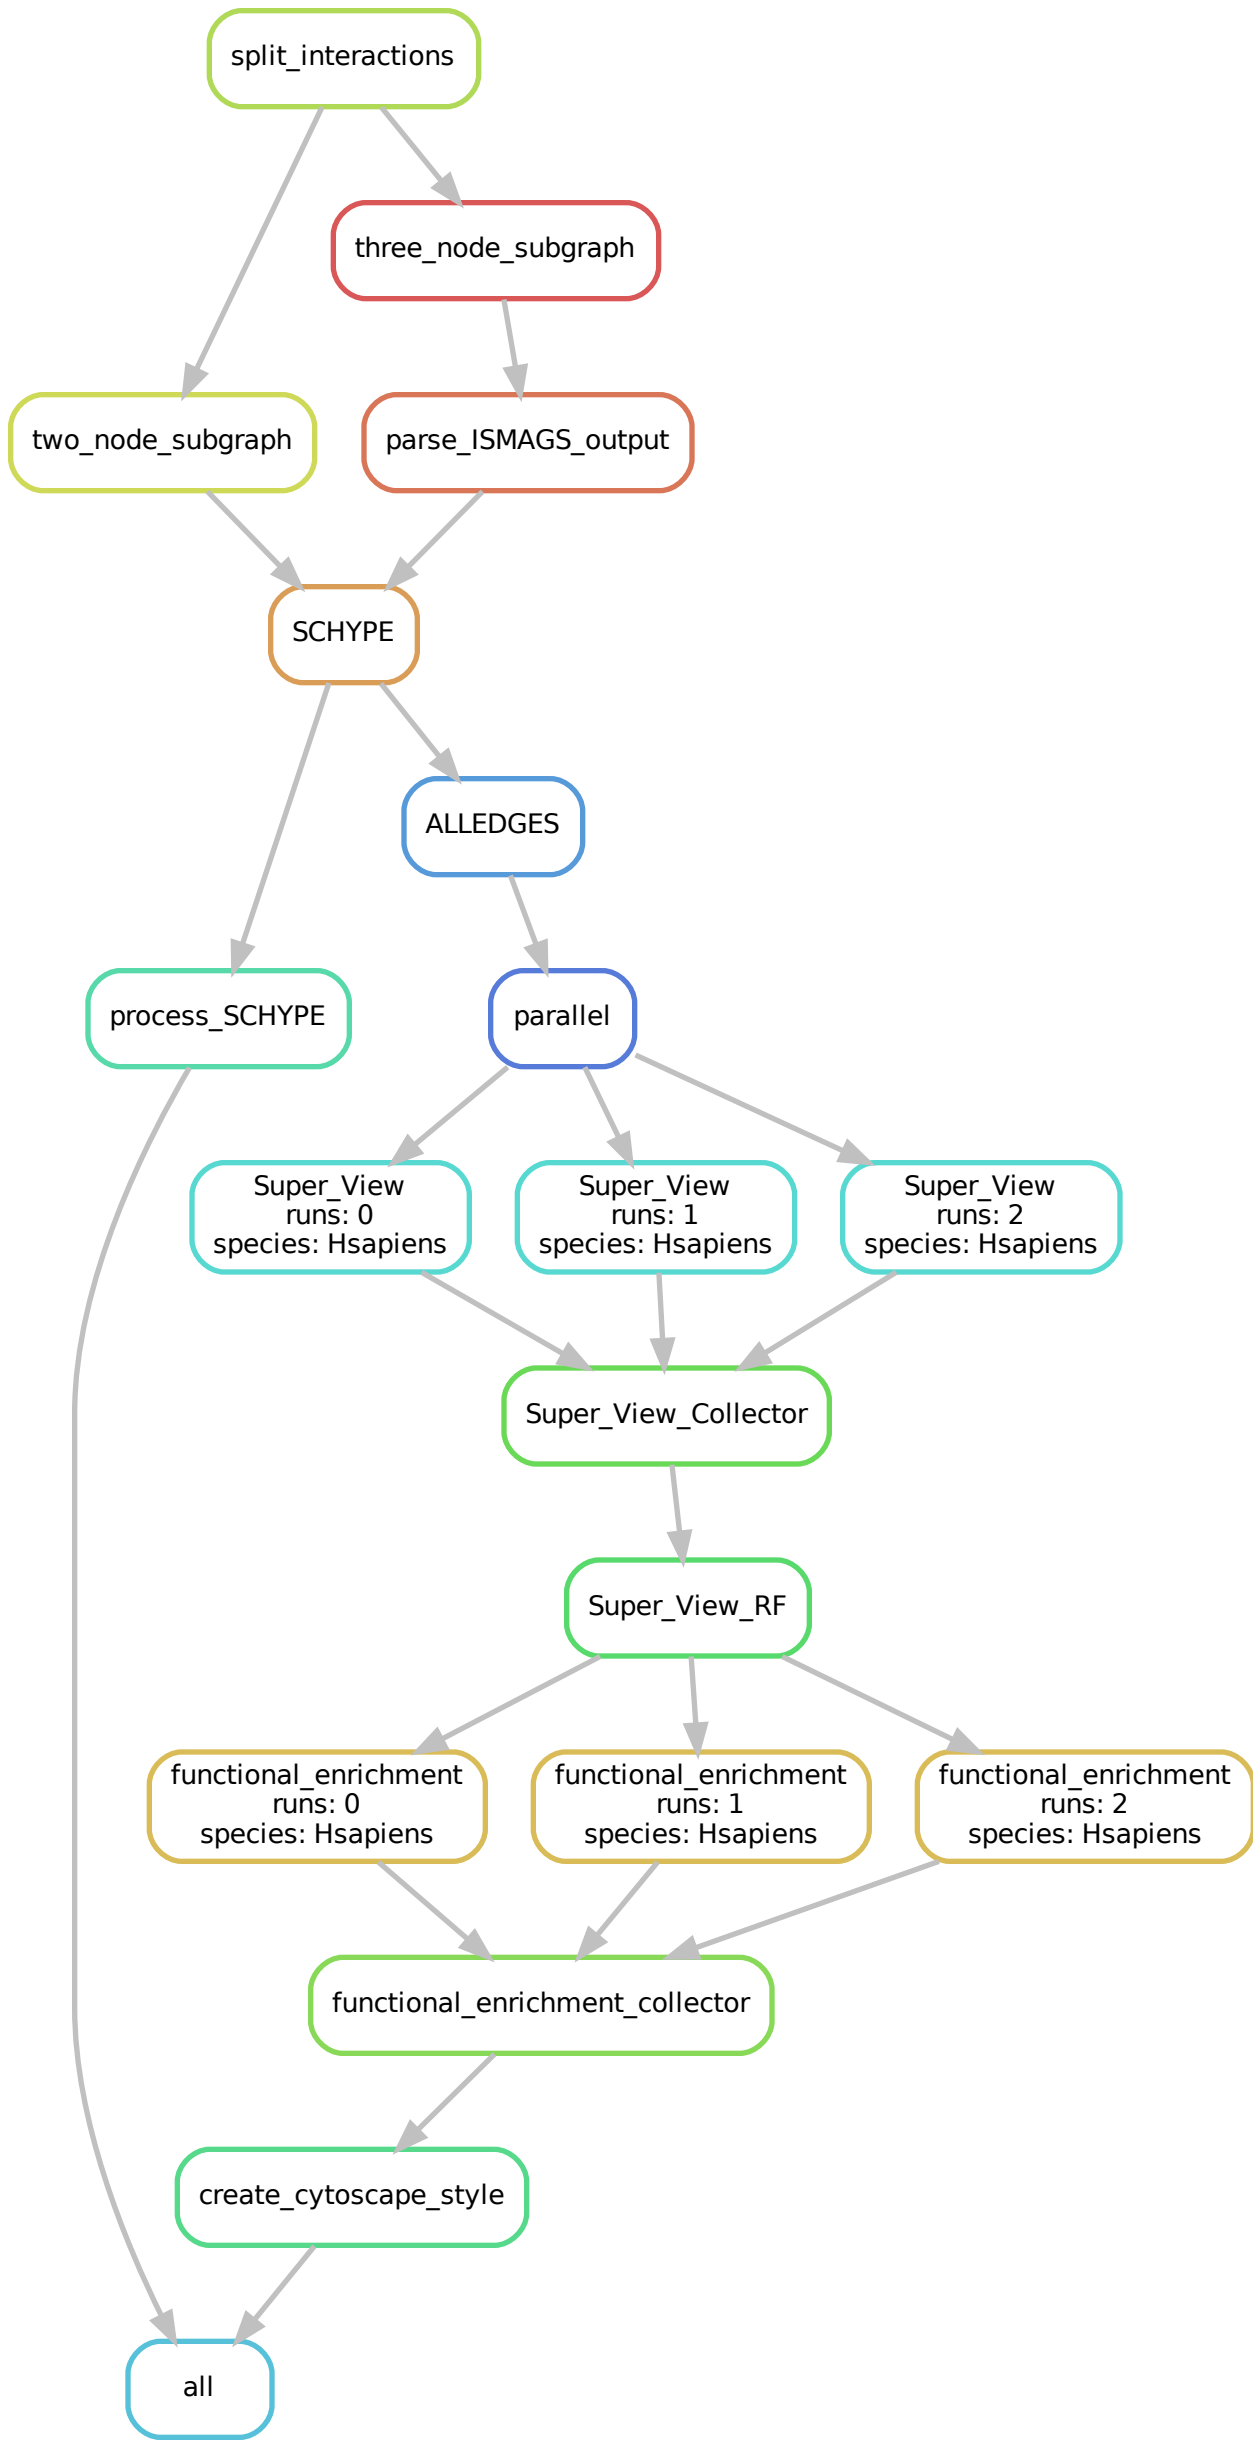 split_interactions
three_node_subgraph
two_node_subgraph
parse_ISMAGS_output
SCHYPE
ALLEDGES
process_SCHYPE
parallel
Super_View
runs: 0
species: Hsapiens
Super_View
runs: 1
species: Hsapiens
Super_View
runs: 2
species: Hsapiens
Super_View_Collector
Super_View_RF
functional_enrichment
runs: 0
species: Hsapiens
functional_enrichment
runs: 1
species: Hsapiens
functional_enrichment
runs: 2
species: Hsapiens
functional_enrichment_collector
create_cytoscape_style
all